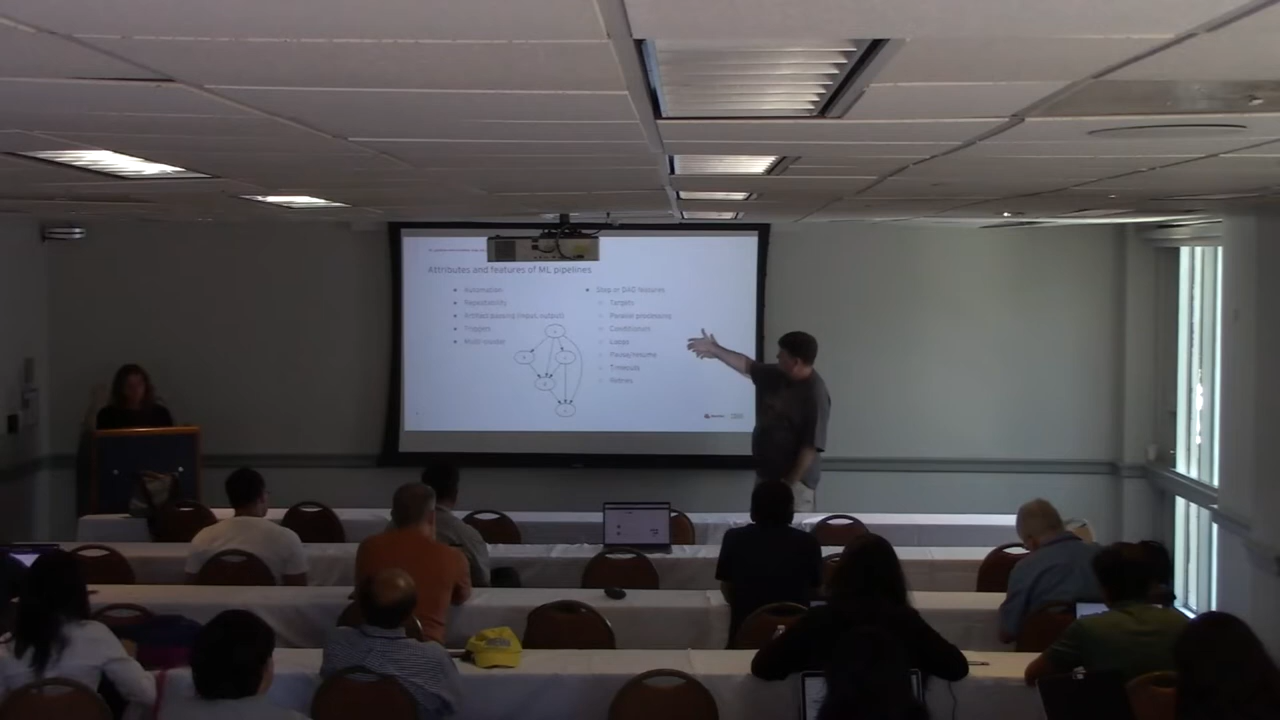 Attributes and features of ML pipelines
Automation
Repeatability
Artifact passing (input, output)
Triggers
Multi-cluster
Step or DAG features
Targets
Parallel processing
Conditionals
Loops
Pause/resume
Timeouts
Retries